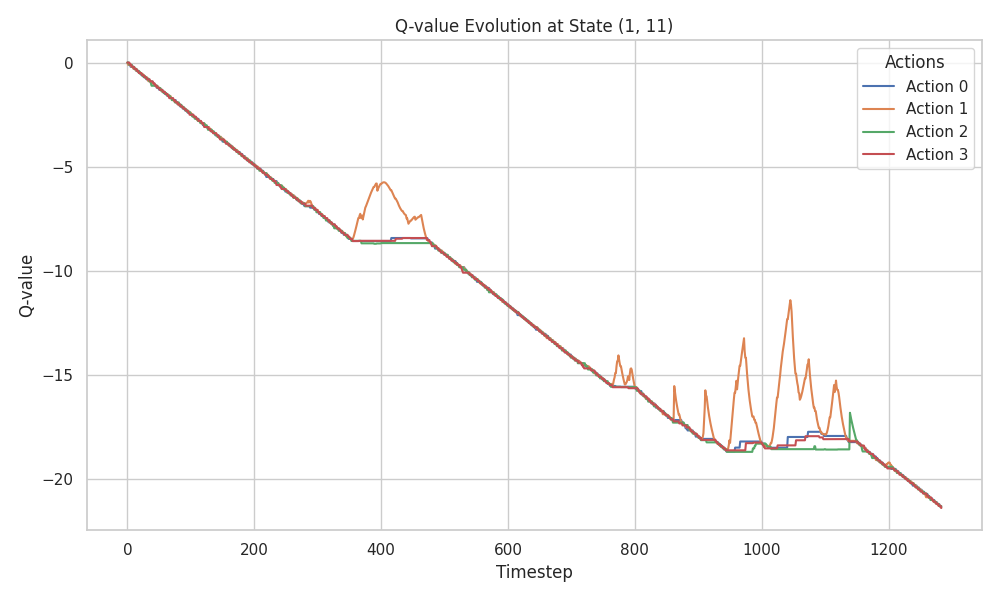 Q-value Evolution at State (1, 11)
Actions
Action 0
Action 1
Action 2
Action 3
Q-value
0
−5
−10
−15
−20
0 200 400 600 800 1000 1200
Timestep